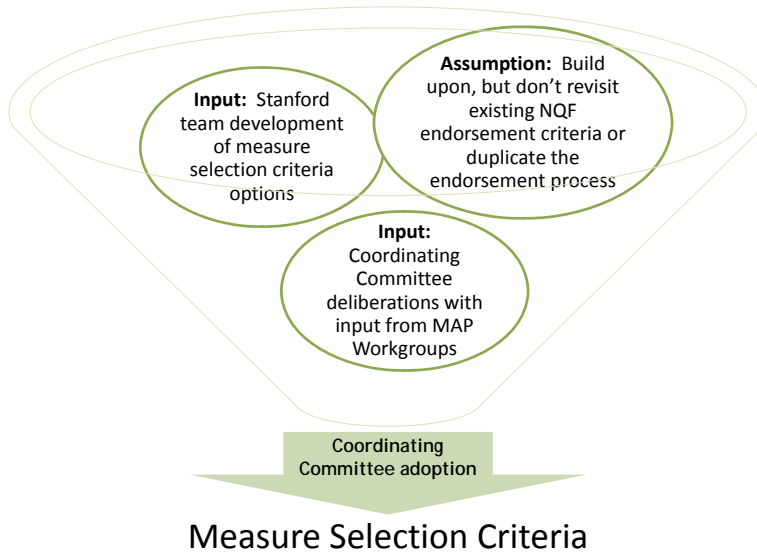 Input: Stanford
team development
of measure
selection criteria
options
Assumption: Build
upon, but don't revisit
existing NQF
endorsement criteria or
duplicate the
endorsement process
Input:
Coordinating
Committee
deliberations with
input from MAP
Workgroups
Coordinating
Committee adoption
Measure Selection Criteria